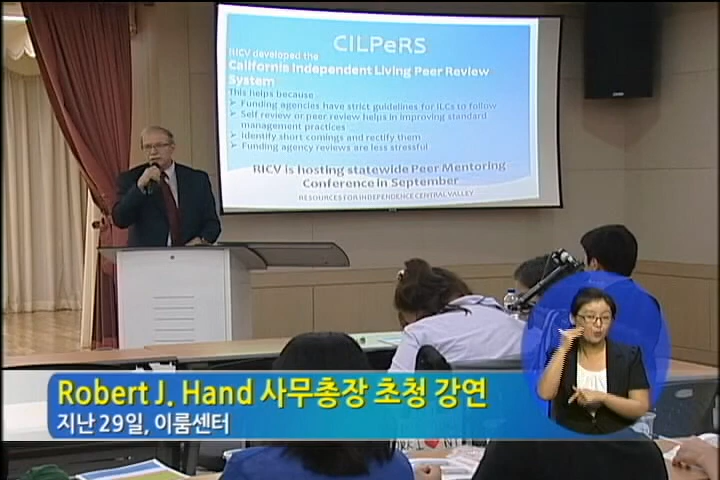 CILPeRS
RICV developed the
California Independent Living Peer Review
System
This helps because
➢ Funding agencies have strict guidelines for ILCs to follow
➢ Self review or peer review helps in improving standard
management practices
➢ Identify short comings and rectify them
➢ Funding agency reviews are less stressful
RICV is hosting statewide Peer Mentoring
Conference in September
RESOURCES FOR INDEPENDENCE CENTRAL VALLEY
Robert J. Hand 사무총장 초청 강연
지난 29일, 이룸센터